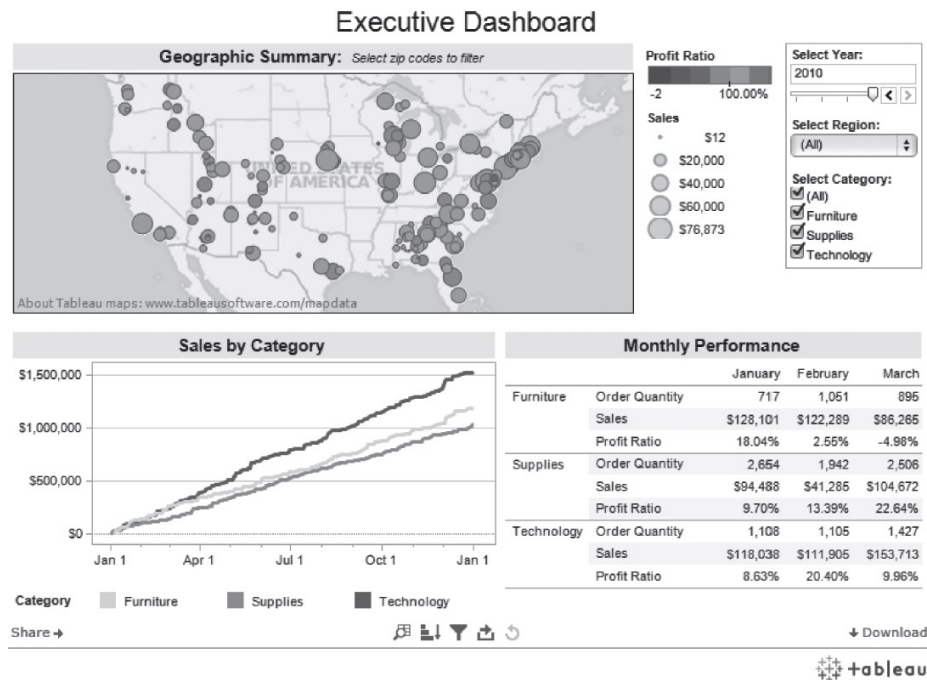 Executive Dashboard
Geographic Summary: Select zip codes to filter
UNITED STATES
OF AMERICA
About Tableau maps: www.tableausoftware.com/mapdata
Profit Ratio
-2 100.00%
Sales
$12
$20,000
$40,000
$60,000
$76,873
Select Year:
2010
Select Region:
(All)
Select Category:
(All)
Furniture
Supplies
Technology
Sales by Category
$1,500,000
$1,000,000
$500,000
$0
Jan 1 Apr 1 Jul 1 Oct 1 Jan 1
Category Furniture Supplies Technology
Monthly Performance
January February March
Furniture Order Quantity 717 1,051 895
Sales $128,101 $122,289 $86,265
Profit Ratio 18.04% 2.55% -4.98%
Supplies Order Quantity 2,654 1,942 2,506
Sales $94,488 $41,285 $104,672
Profit Ratio 9.70% 13.39% 22.64%
Technology Order Quantity 1,108 1,105 1,427
Sales $118,038 $111,905 $153,713
Profit Ratio 8.63% 20.40% 9.96%
Share
Download
+ableau